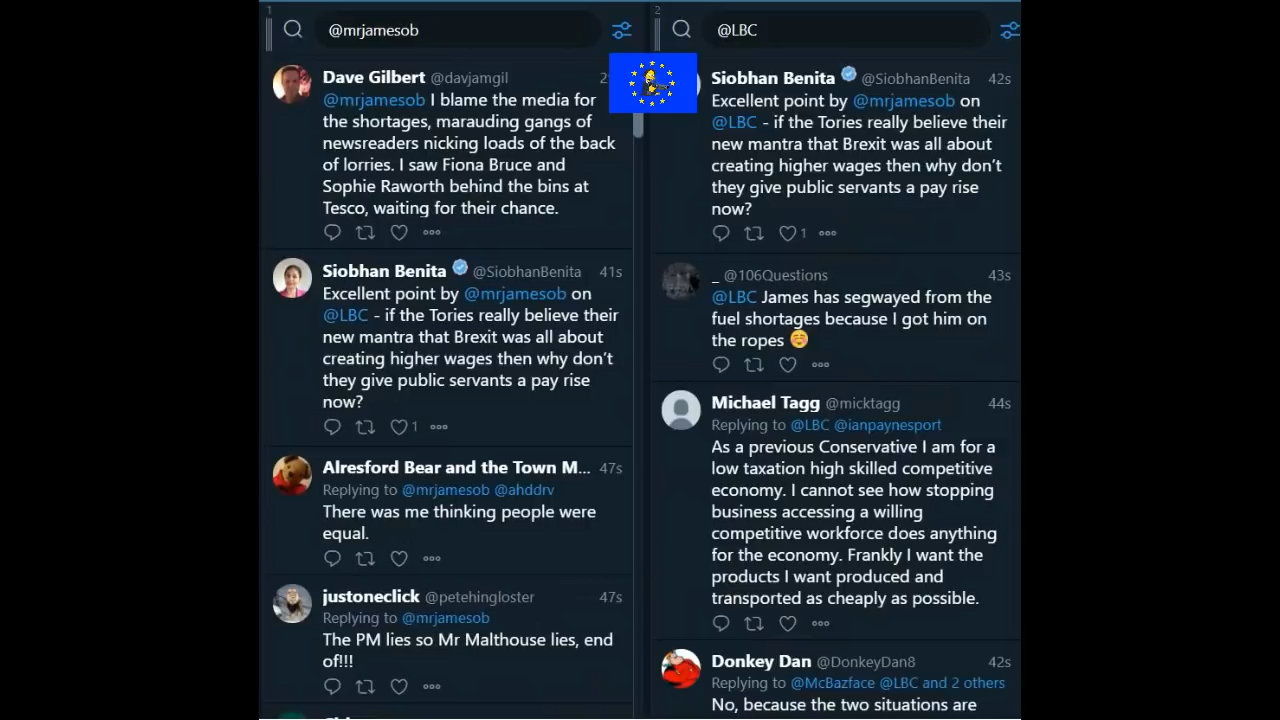 1
@mrjamesob
Dave Gilbert @davjamgil
@mrjamesob I blame the media for
the shortages, marauding gangs of
newsreaders nicking loads of the back
of lorries. I saw Fiona Bruce and
Sophie Raworth behind the bins at
Tesco, waiting for their chance.
Siobhan Benita @SiobhanBenita 41s
Excellent point by @mrjamesob on
@LBC - if the Tories really believe their
new mantra that Brexit was all about
creating higher wages then why don't
they give public servants a pay rise
now?
1
Alresford Bear and the Town M... 47s
Replying to @mrjamesob @ahddrv
There was me thinking people were
equal.
justoneclick @petehingloster 47s
Replying to @mrjamesob
The PM lies so Mr Malthouse lies, end
of!!!
2
@LBC
Siobhan Benita @SiobhanBenita 42s
Excellent point by @mrjamesob on
@LBC - if the Tories really believe their
new mantra that Brexit was all about
creating higher wages then why don't
they give public servants a pay rise
now?
1
_ @106Questions 43s
@LBC James has segwayed from the
fuel shortages because I got him on
the ropes ☺️
Michael Tagg @micktagg 44s
Replying to @LBC @ianpaynesport
As a previous Conservative I am for a
low taxation high skilled competitive
economy. I cannot see how stopping
business accessing a willing
competitive workforce does anything
for the economy. Frankly I want the
products I want produced and
transported as cheaply as possible.
Donkey Dan @DonkeyDan8 42s
Replying to @McBazface @LBC and 2 others
No, because the two situations are